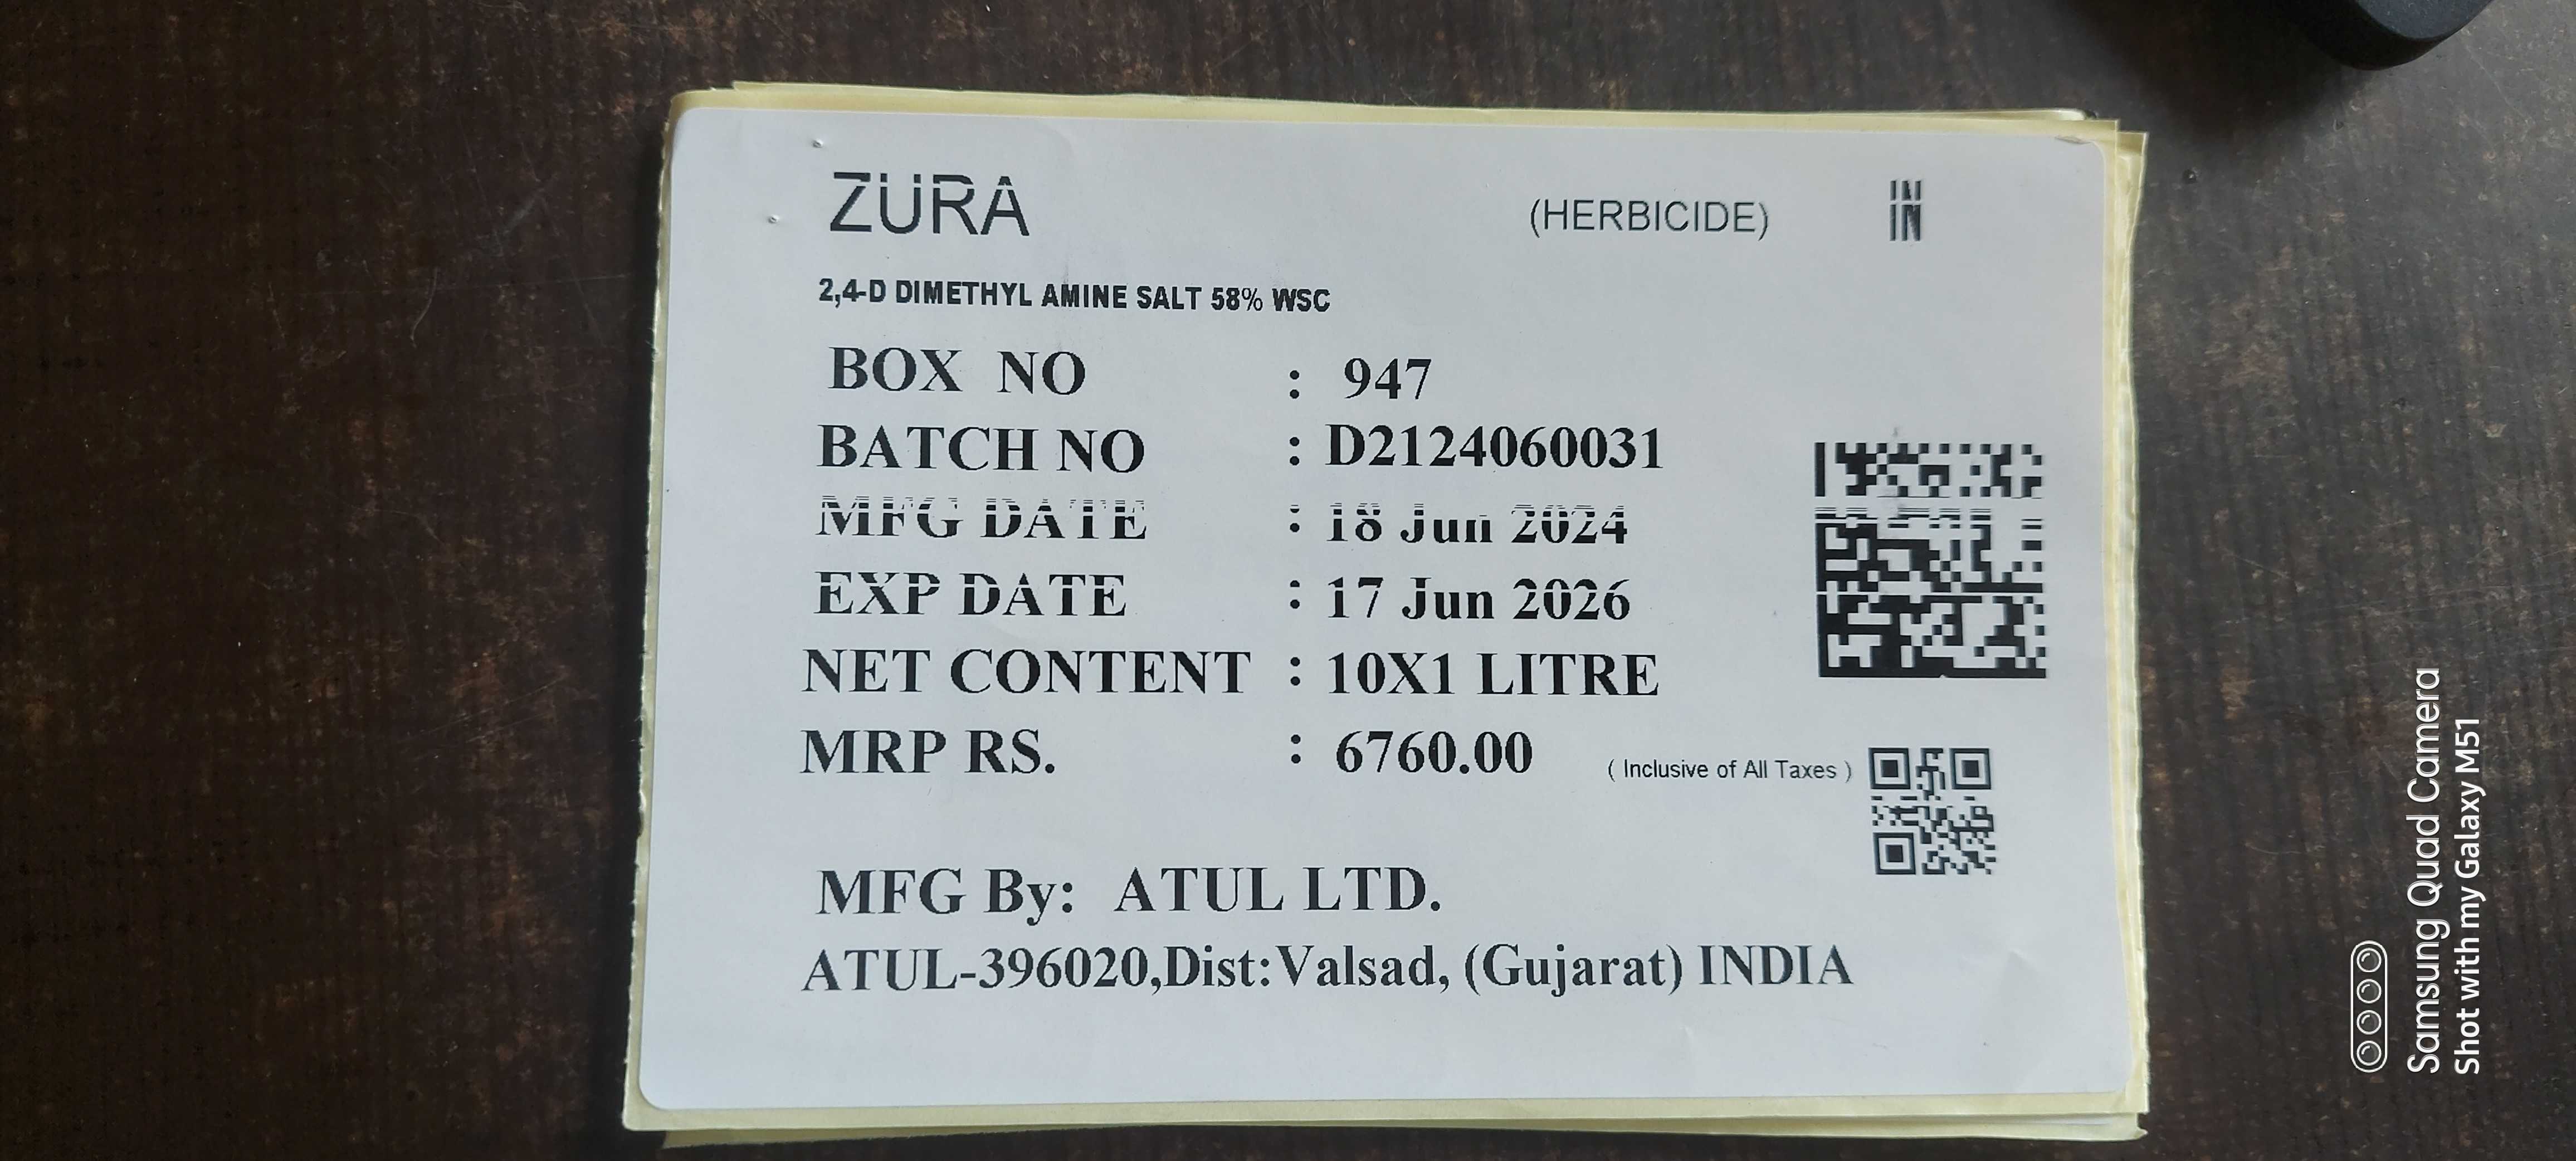 ZURA (HERBICIDE) IN
2,4-D DIMETHYL AMINE SALT 58% WSC
BOX NO : 947
BATCH NO : D2124060031
MFG DATE : 18 Jun 2024
EXP DATE : 17 Jun 2026
NET CONTENT : 10X1 LITRE
MRP RS. : 6760.00 ( Inclusive of All Taxes )
MFG By: ATUL LTD.
ATUL-396020,Dist:Valsad, (Gujarat) INDIA
Samsung Quad Camera
Shot with my Galaxy M51